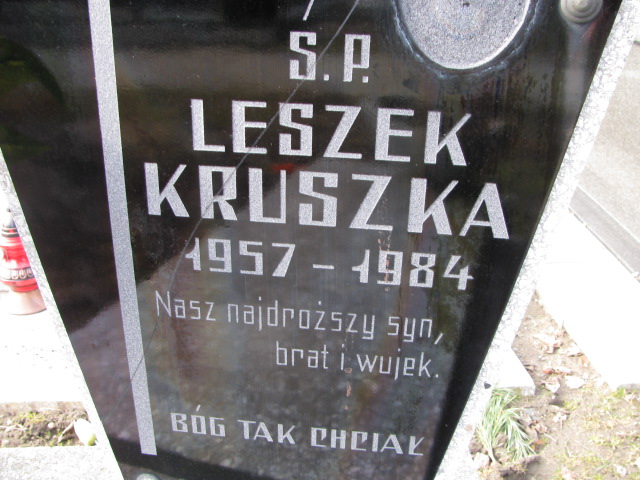 Ś.P.
LESZEK
KRUSZKA
1957-1984
Nasz najdroższy syn,
brat i wujek.
BÓG TAK CHCIAŁ